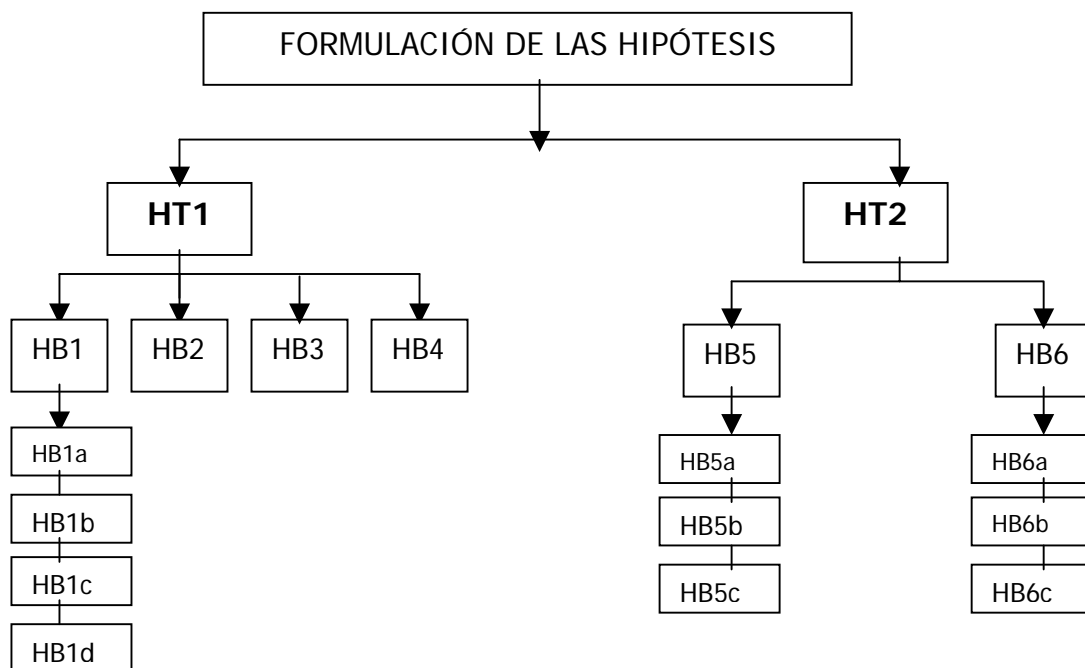 FORMULACIÓN DE LAS HIPÓTESIS
HT1
HT2
HB1
HB2
HB3
HB4
HB5
HB6
HB1a
HB5a
HB6a
HB1b
HB5b
HB6b
HB1c
HB5c
HB6c
HB1d